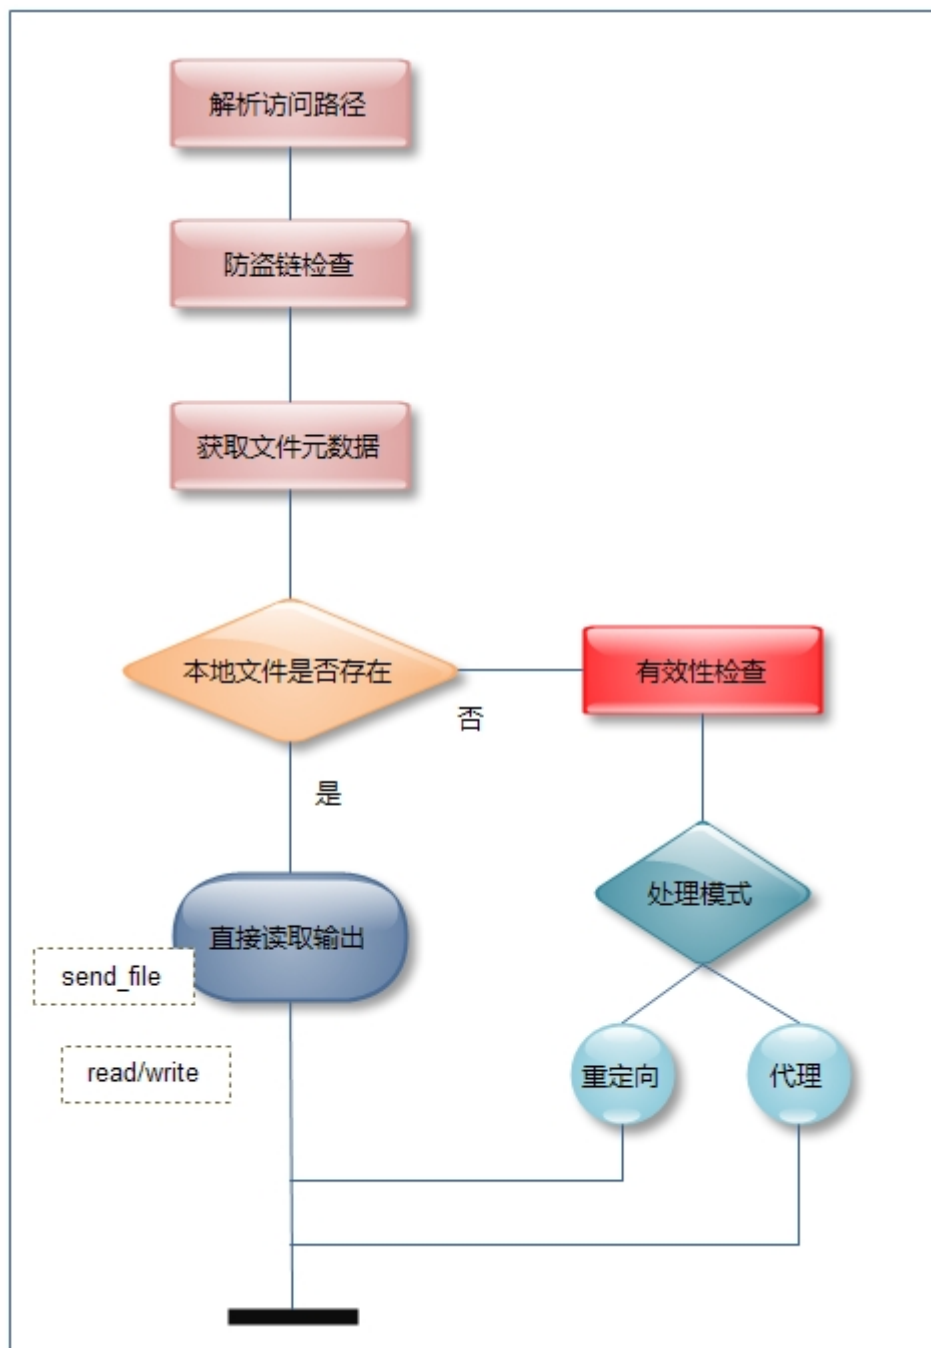 解析访问路径
防盗链检查
获取文件元数据
本地文件是否存在
有效性检查
否
是
处理模式
直接读取输出
send_file
read/write
重定向
代理